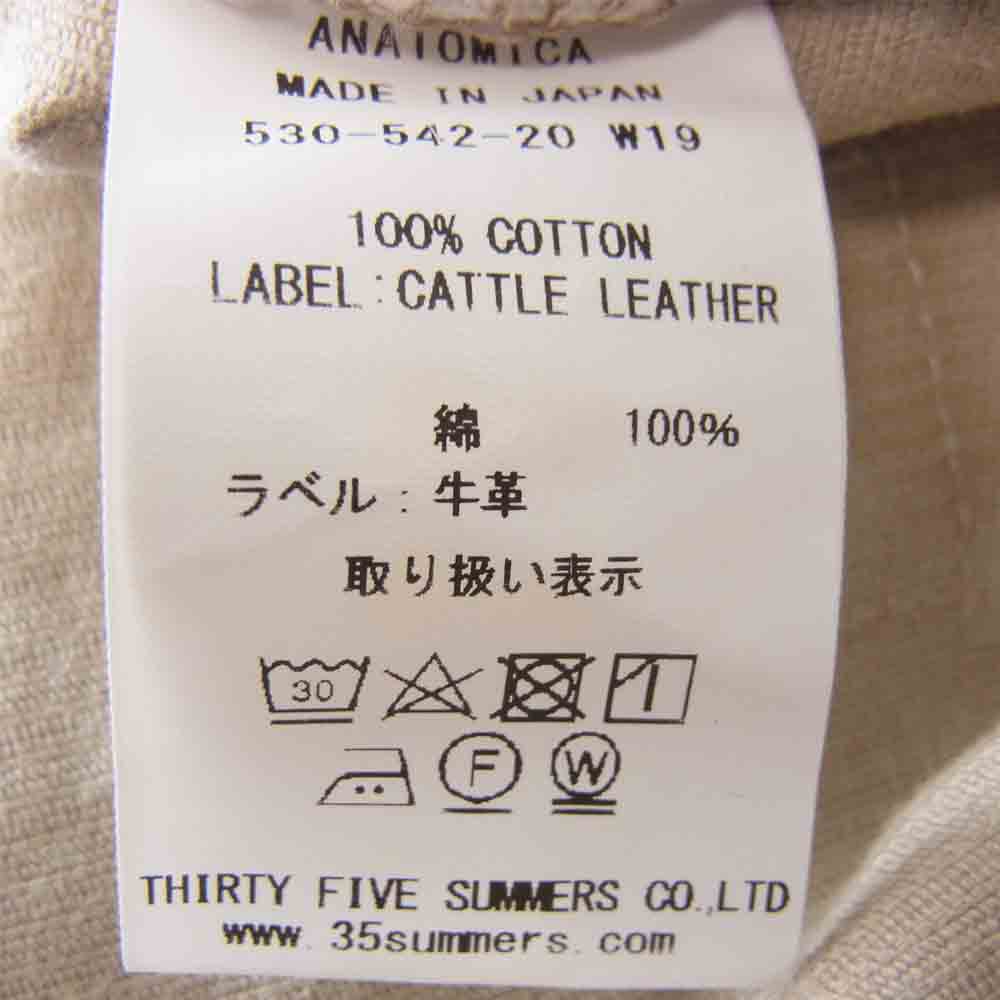 ANATOMICA
MADE IN JAPAN
530-542-20 W19
100% COTTON
LABEL:CATTLE LEATHER
綿 100%
ラベル:牛革
取り扱い表示
30
F W
THIRTY FIVE SUMMERS CO.,LTD
www.35summers.com